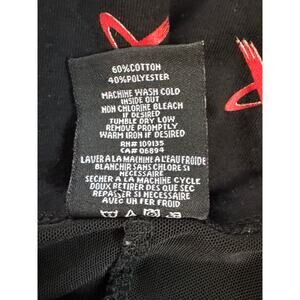 60%COTTON
40%POLYESTER
MACHINE WASH COLD
INSIDE OUT
NON CHLORINE BLEACH
IF DESIRED
TUMBLE DRY LOW
REMOVE PROMPTLY
WARM IRON IF DESIRED
RN# 109135
CA# 06894
LAVER A LA MACHINE A L'EAU FROIDE
BLANCHIR SANS CHLORE SI
NECESSAIRE
SECHER A LA MACHINE CYCLE
DOUX RETIRER DES QUE SEC
REPASSER SI NECESSAIRE
AVEC UN FER FROID